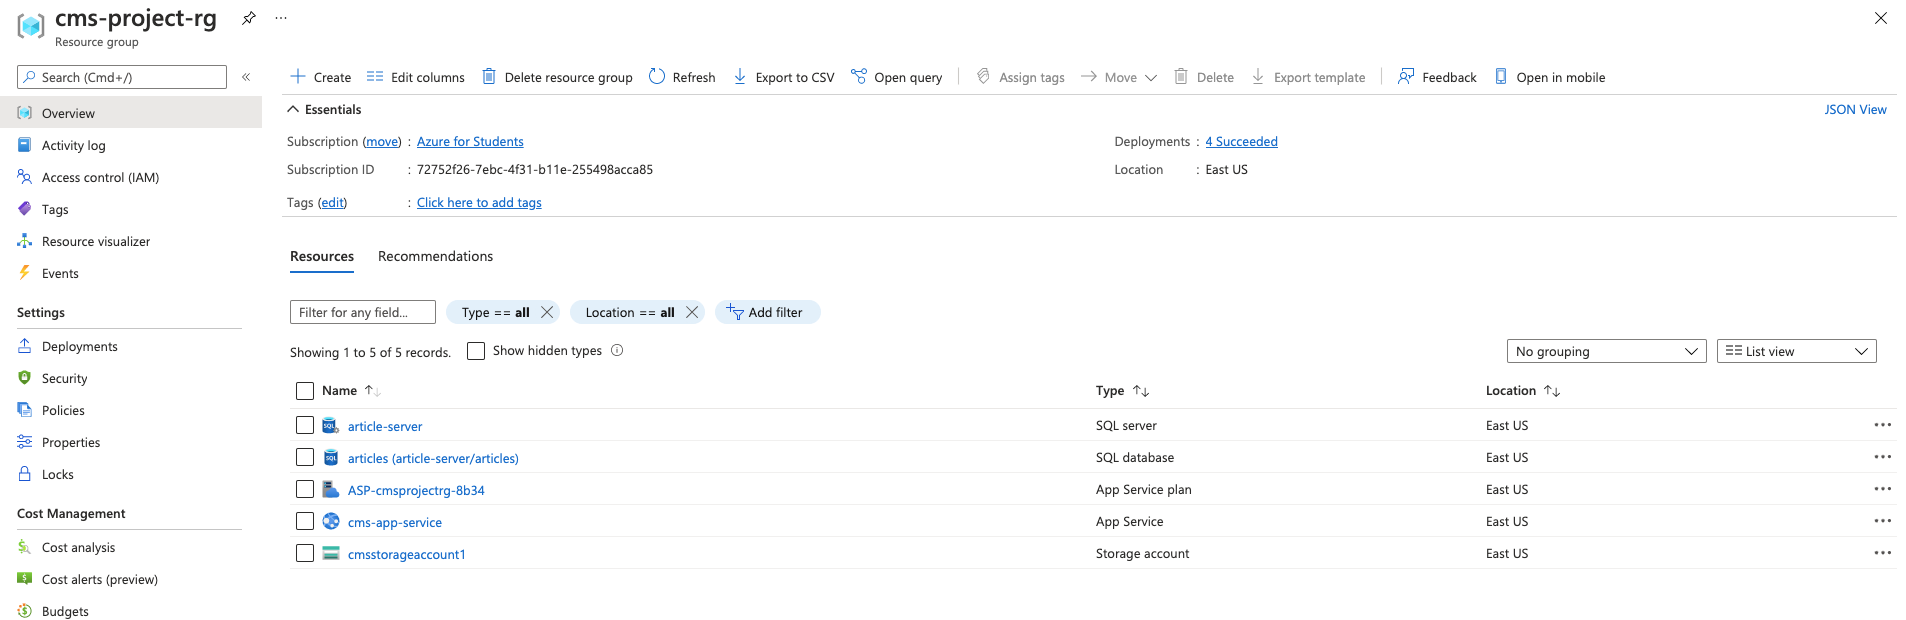 cms-project-rg
Resource group
Search (Cmd+/)
Overview
Activity log
Access control (IAM)
Tags
Resource visualizer
Events
Settings
Deployments
Security
Policies
Properties
Locks
Cost Management
Cost analysis
Cost alerts (preview)
Budgets
Create Edit columns Delete resource group Refresh Export to CSV Open query Assign tags Move Delete Export template Feedback Open in mobile
Essentials JSON View
Subscription (move) : Azure for Students Deployments : 4 Succeeded
Subscription ID : 72752f26-7ebc-4f31-b11e-255498acca85 Location : East US
Tags (edit) : Click here to add tags
Resources Recommendations
Filter for any field... Type == all Location == all Add filter
Showing 1 to 5 of 5 records. Show hidden types No grouping List view
Name Type Location
SQL article-server SQL server East US
SQL articles (article-server/articles) SQL database East US
ASP-cmsprojectrg-8b34 App Service plan East US
cms-app-service App Service East US
cmsstorageaccount1 Storage account East US